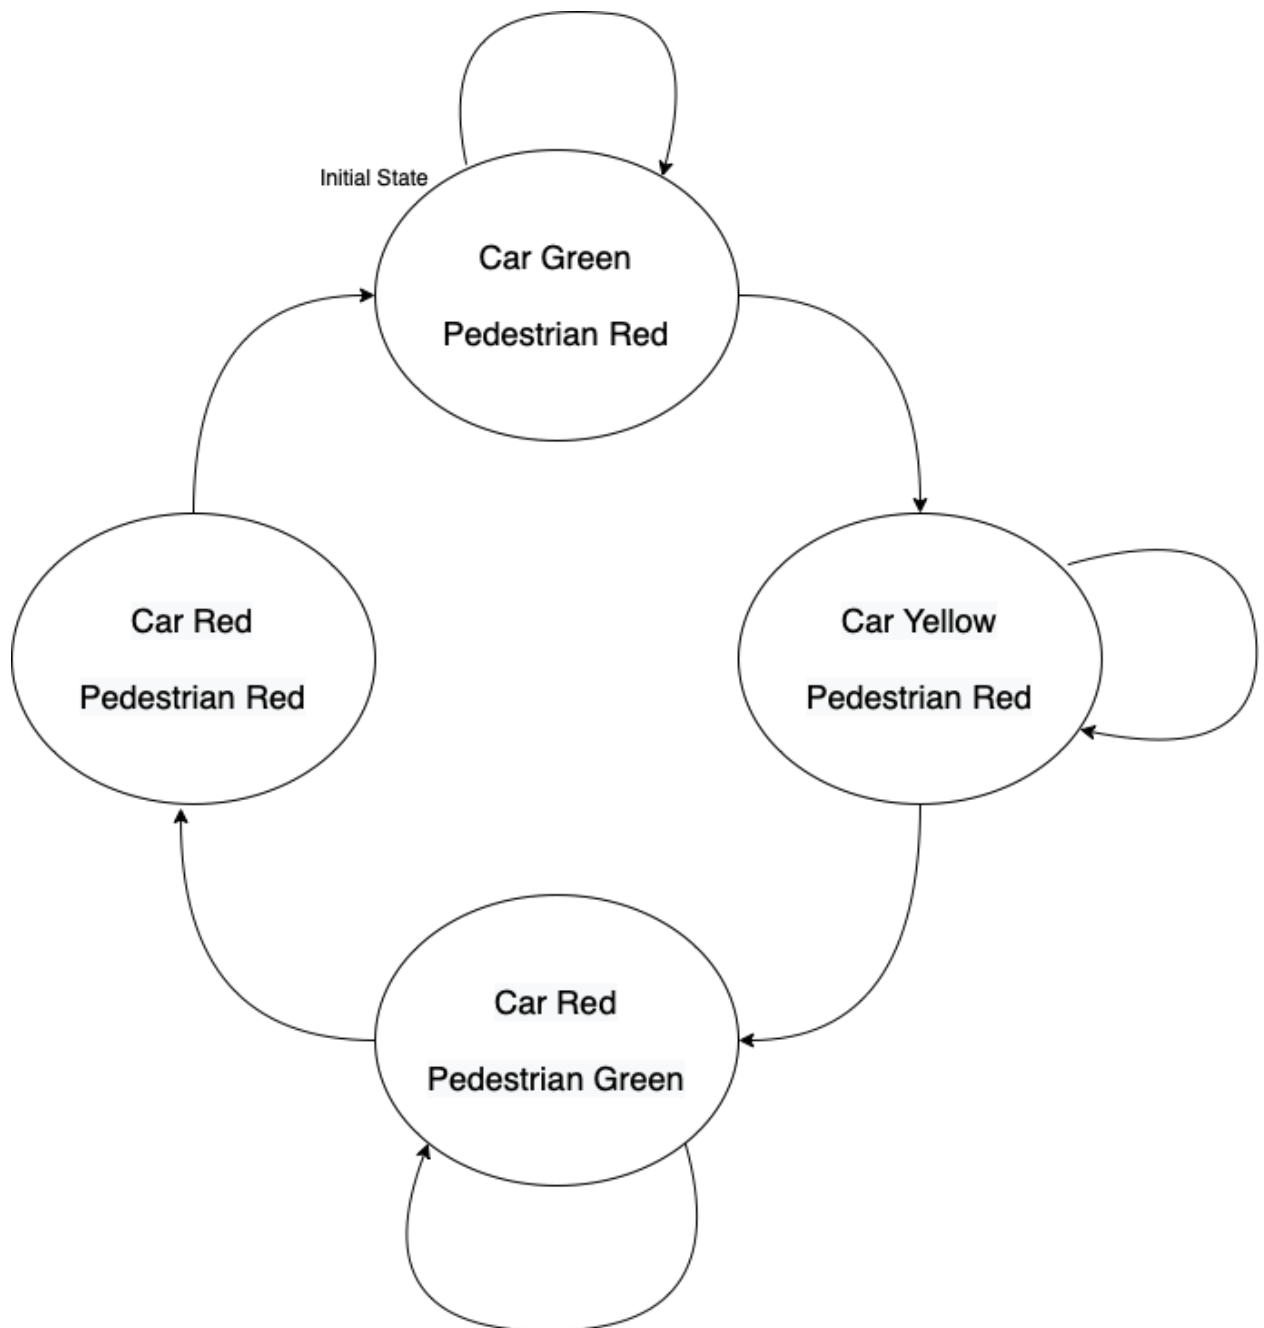 Initial State
Car Green
Pedestrian Red
Car Red
Pedestrian Red
Car Yellow
Pedestrian Red
Car Red
Pedestrian Green